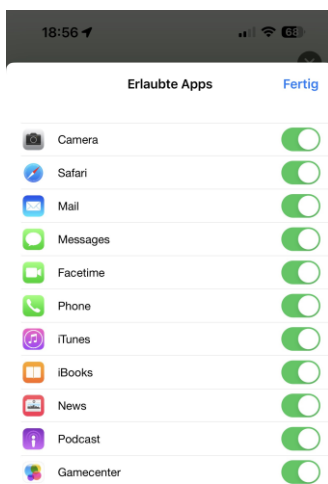 18:56
68
Erlaubte Apps
Fertig
Camera
Safari
Mail
Messages
Facetime
Phone
iTunes
iBooks
News
Podcast
Gamecenter